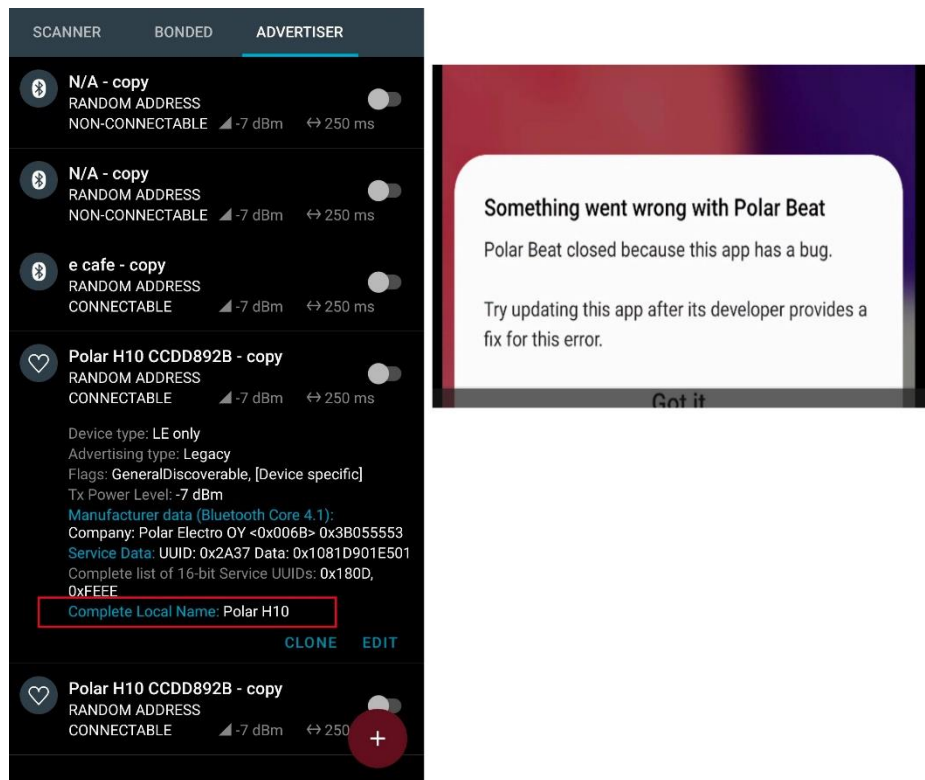 SCANNER BONDED ADVERTISER
N/A - copy
RANDOM ADDRESS
NON-CONNECTABLE -7 dBm 250 ms
N/A - copy
RANDOM ADDRESS
NON-CONNECTABLE -7 dBm 250 ms
e cafe - copy
RANDOM ADDRESS
CONNECTABLE -7 dBm 250 ms
Polar H10 CCDD892B - copy
RANDOM ADDRESS
CONNECTABLE -7 dBm 250 ms
Device type: LE only
Advertising type: Legacy
Flags: GeneralDiscoverable, [Device specific]
Tx Power Level: -7 dBm
Manufacturer data (Bluetooth Core 4.1):
Company: Polar Electro OY <0x006B> 0x3B055553
Service Data: UUID: 0x2A37 Data: 0x1081D901E501
Complete list of 16-bit Service UUIDs: 0x180D,
0xFEEE
Complete Local Name: Polar H10
CLONE EDIT
Polar H10 CCDD892B - copy
RANDOM ADDRESS
CONNECTABLE -7 dBm 250
+
Something went wrong with Polar Beat
Polar Beat closed because this app has a bug.
Try updating this app after its developer provides a
fix for this error.
Got it